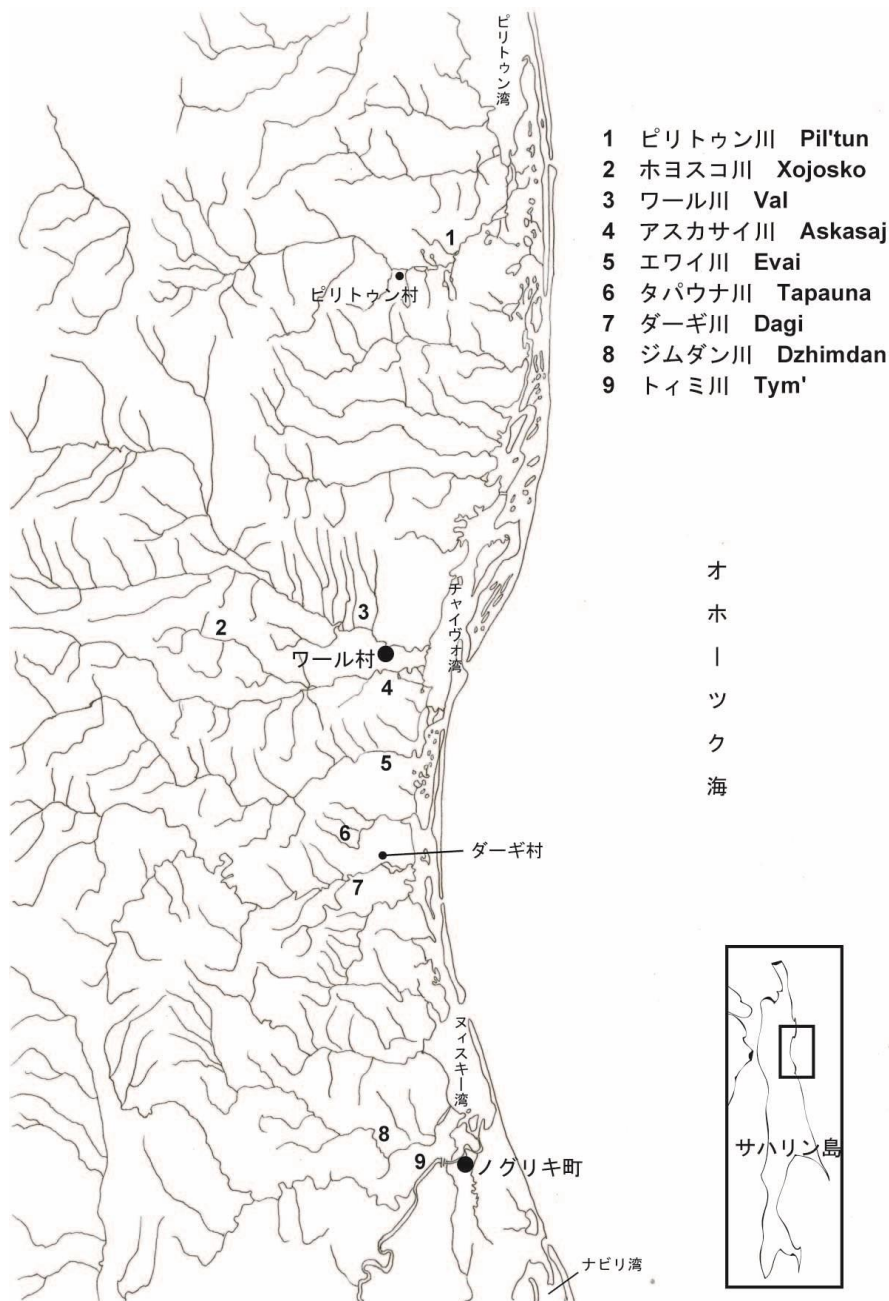 ピリトゥン湾
1 ピリトゥン川 Pil'tun
2 ホヨスコ川 Xojosko
3 ワール川 Val
4 アスカサイ川 Askasaj
5 エワイ川 Evai
6 タパウナ川 Tapauna
7 ダーギ川 Dagi
8 ジムダン川 Dzhimdan
9 トィミ川 Tym'
1
ピリトゥン村
オホーツク海
チャイヴォ湾
3
2
ワール村
4
5
6
ダーギ村
7
ヌィスキー湾
8
9
ノグリキ町
サハリン島
ナビリ湾